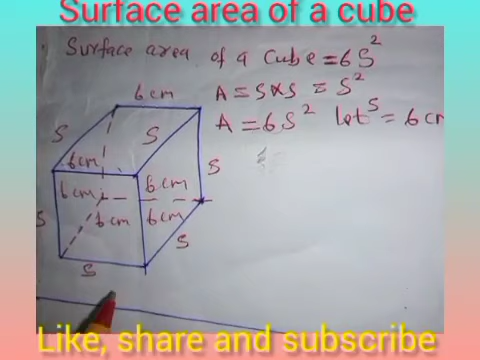 Surface area of a cube
Surface area of a Cube = 6S²
6cm A = S×S = S²
A = 6S² let S = 6cm
S S
6cm S
6cm 6cm
S 6cm 6cm
S
S
Like, share and subscribe